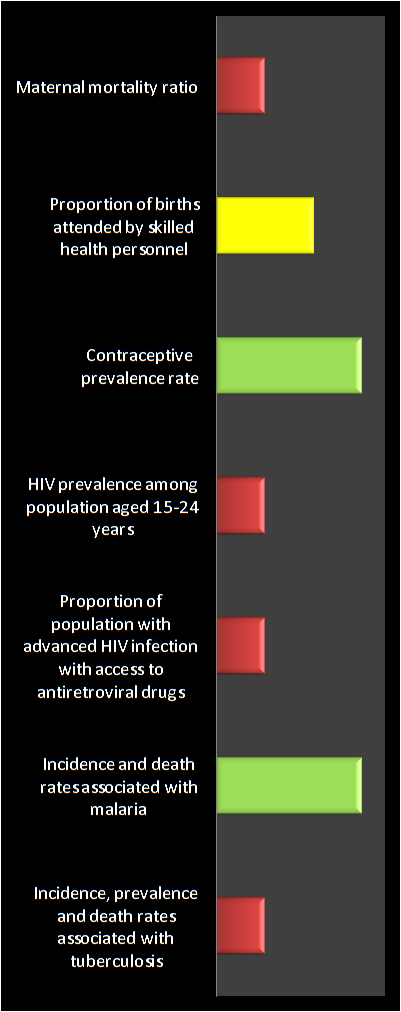 Maternal mortality ratio
Proportion of births
attended by skilled
health personnel
Contraceptive
prevalence rate
HIV prevalence among
population aged 15-24
years
Proportion of
population with
advanced HIV infection
with access to
antiretroviral drugs
Incidence and death
rates associated with
malaria
Incidence, prevalence
and death rates
associated with
tuberculosis